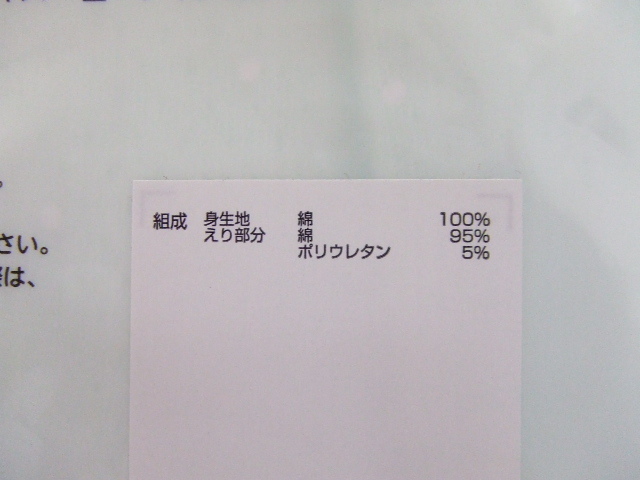 。
さい。
は、
組成 身生地 綿 100%
えり部分 綿 95%
ポリウレタン 5%